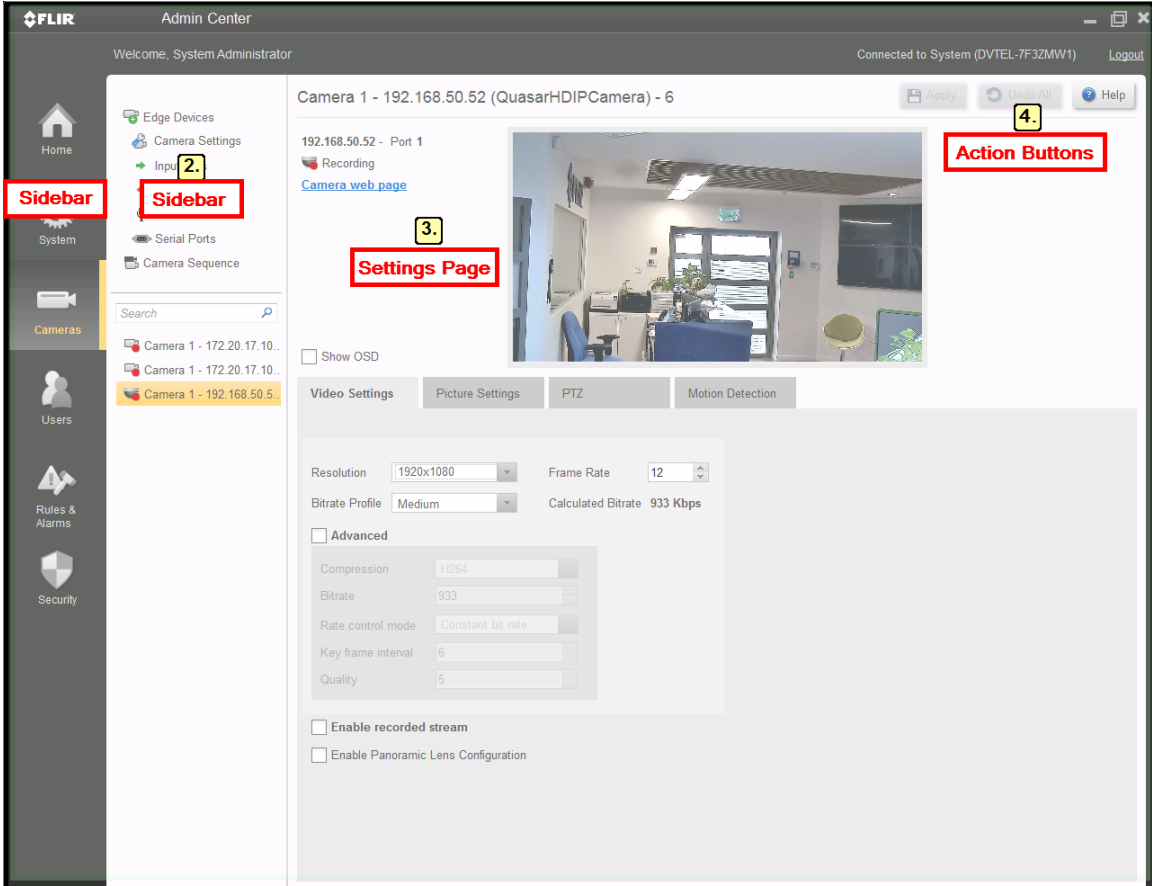 FLIR Admin Center
Welcome, System Administrator
Connected to System (DVTEL-7F3ZMW1) Logout
Home
Sidebar
System
Cameras
Users
Rules &
Alarms
Security
Edge Devices
Camera Settings
2.
Sidebar
Serial Ports
Camera Sequence
Search
Camera 1 - 172.20.17.10..
Camera 1 - 172.20.17.10..
Camera 1 - 192.168.50.5..
Camera 1 - 192.168.50.52 (QuasarHDIPCamera) - 6
Apply Undo All Help
4.
Action Buttons
192.168.50.52 - Port 1
Recording
Camera web page
3.
Settings Page
Show OSD
Video Settings Picture Settings PTZ Motion Detection
Resolution 1920x1080 Frame Rate 12
Bitrate Profile Medium Calculated Bitrate 933 Kbps
Advanced
Compression H264
Bitrate 933
Rate control mode Constant bit rate
Key frame interval 6
Quality 5
Enable recorded stream
Enable Panoramic Lens Configuration